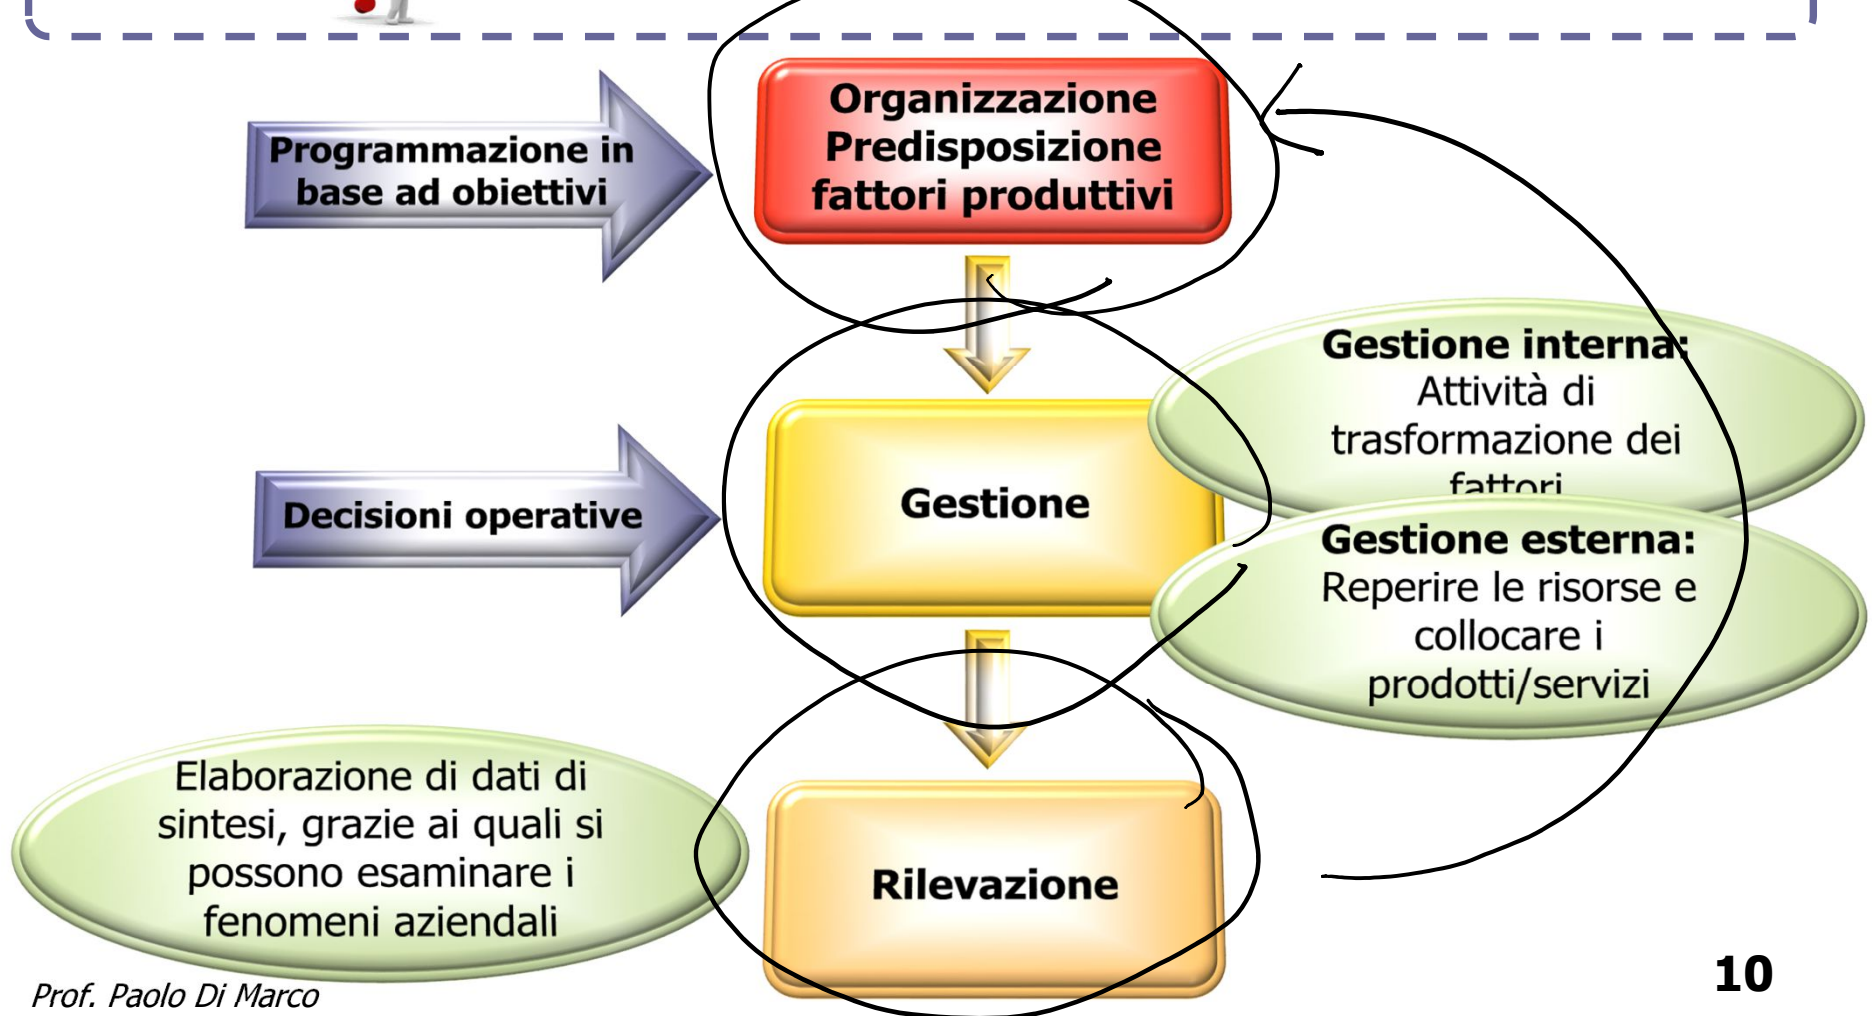 Programmazione in
base ad obiettivi
Organizzazione
Predisposizione
fattori produttivi
Decisioni operative
Gestione
Gestione interna:
Attività di
trasformazione dei
fattori
Gestione esterna:
Reperire le risorse e
collocare i
prodotti/servizi
Elaborazione di dati di
sintesi, grazie ai quali si
possono esaminare i
fenomeni aziendali
Rilevazione
Prof. Paolo Di Marco
10